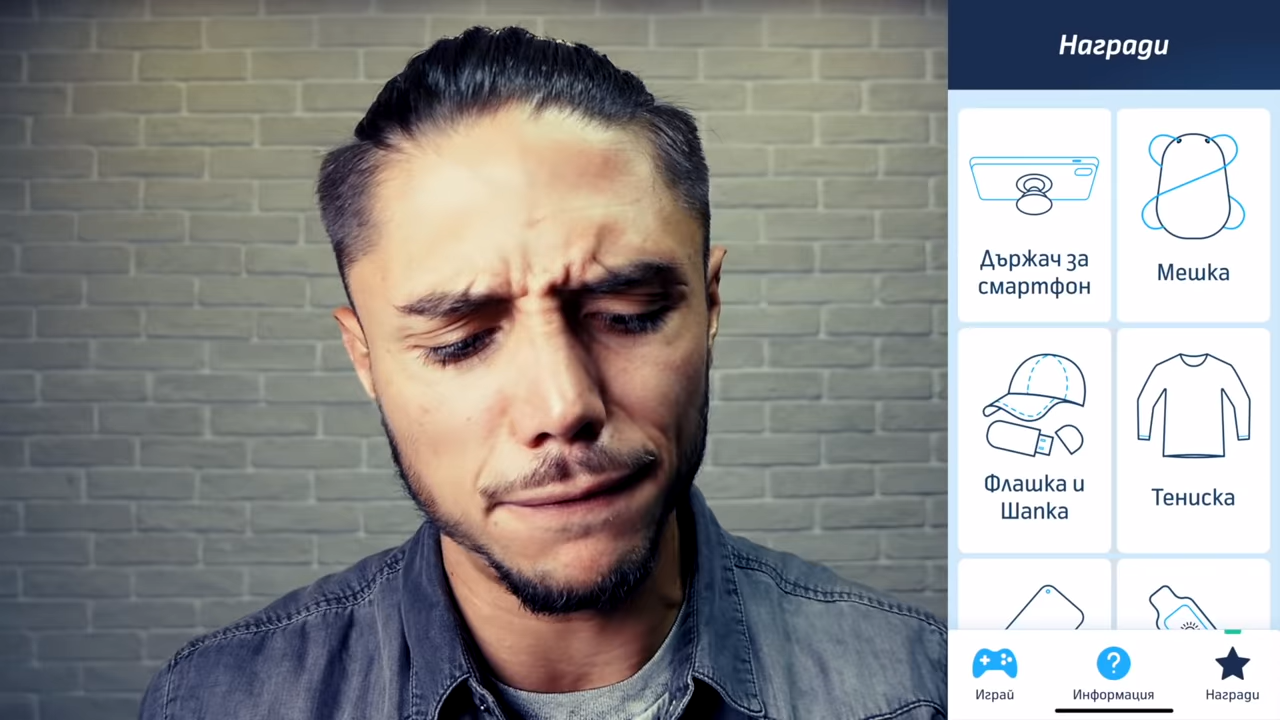 Награди
Държач за
смартфон
Мешка
Флашка и
Шапка
Тениска
Играй
Информация
Награди